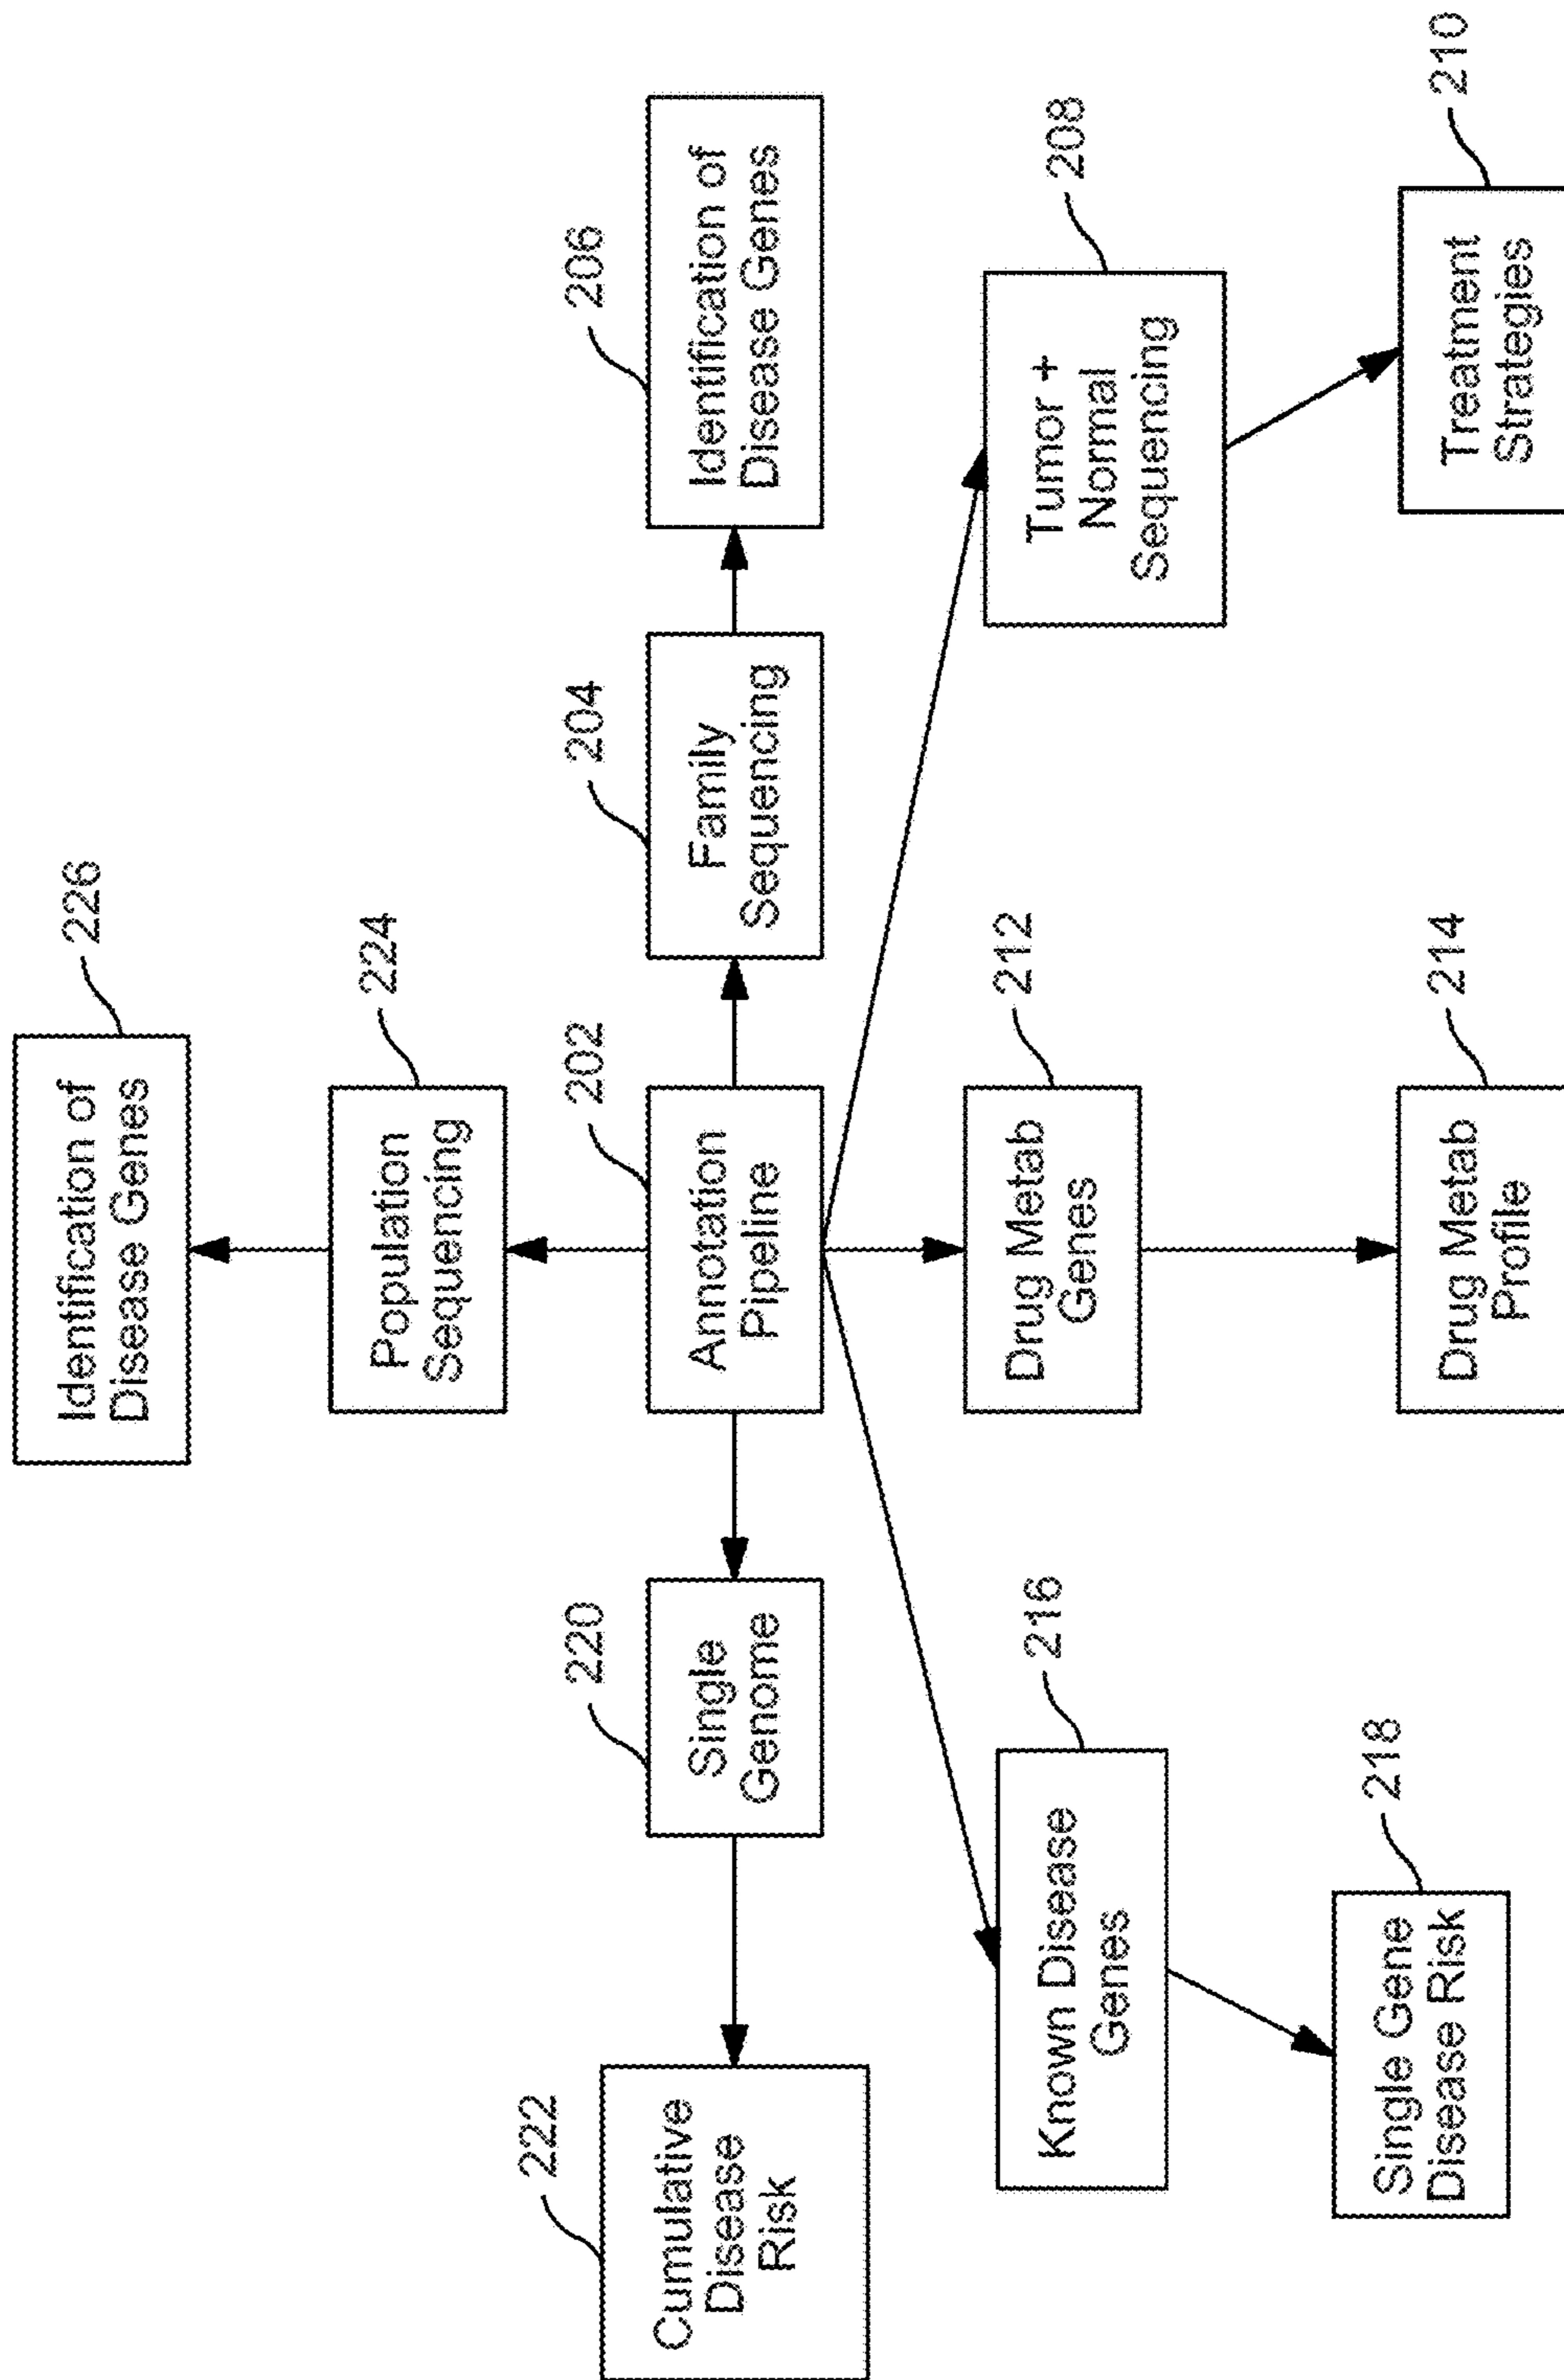 226
Identification of
Disease Genes
224
Population
Sequencing
222
Cumulative
Disease
Risk
220
Single
Genome
202
Annotation
Pipeline
204
Family
Sequencing
206
Identification of
Disease Genes
216
Known Disease
Genes
212
Drug Metab
Genes
208
Tumor +
Normal
Sequencing
218
Single Gene
Disease Risk
214
Drug Metab
Profile
210
Treatment
Strategies